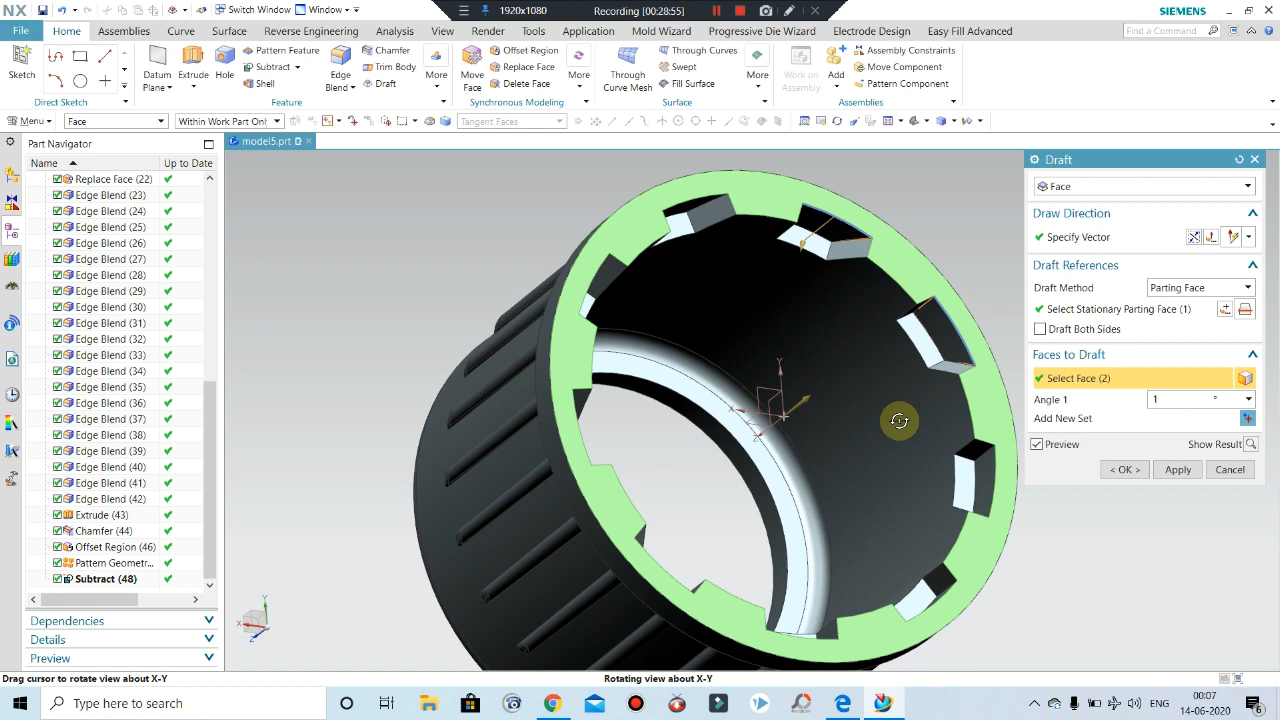 NX
Switch Window
Window
1920x1080
Recording [00:28:55]
SIEMENS
File
Home
Assemblies
Curve
Surface
Reverse Engineering
Analysis
View
Render
Tools
Application
Mold Wizard
Progressive Die Wizard
Electrode Design
Easy Fill Advanced
Find a Command
Sketch
Direct Sketch
Datum Plane
Extrude
Hole
Pattern Feature
Subtract
Shell
Edge Blend
Chamfer
Trim Body
Draft
More
Feature
Move Face
Offset Region
Replace Face
Delete Face
More
Synchronous Modeling
Through Curve Mesh
Through Curves
Swept
Fill Surface
More
Surface
Work on Assembly
Add
Assembly Constraints
Move Component
Pattern Component
Assemblies
Menu
Face
Within Work Part Onl
Tangent Faces
Part Navigator
Name
Up to Date
Replace Face (22)
Edge Blend (23)
Edge Blend (24)
Edge Blend (25)
Edge Blend (26)
Edge Blend (27)
Edge Blend (28)
Edge Blend (29)
Edge Blend (30)
Edge Blend (31)
Edge Blend (32)
Edge Blend (33)
Edge Blend (34)
Edge Blend (35)
Edge Blend (36)
Edge Blend (37)
Edge Blend (38)
Edge Blend (39)
Edge Blend (40)
Edge Blend (41)
Edge Blend (42)
Extrude (43)
Chamfer (44)
Offset Region (46)
Pattern Geometr...
Subtract (48)
Dependencies
Details
Preview
model5.prt
X
Y
Z
Y
X
Z
Draft
Face
Draw Direction
Specify Vector
Draft References
Draft Method
Parting Face
Select Stationary Parting Face (1)
Draft Both Sides
Faces to Draft
Select Face (2)
Angle 1
1
°
Add New Set
Preview
Show Result
< OK >
Apply
Cancel
Drag cursor to rotate view about X-Y
Rotating view about X-Y
Type here to search
ENG
00:07
14-06-2020
6